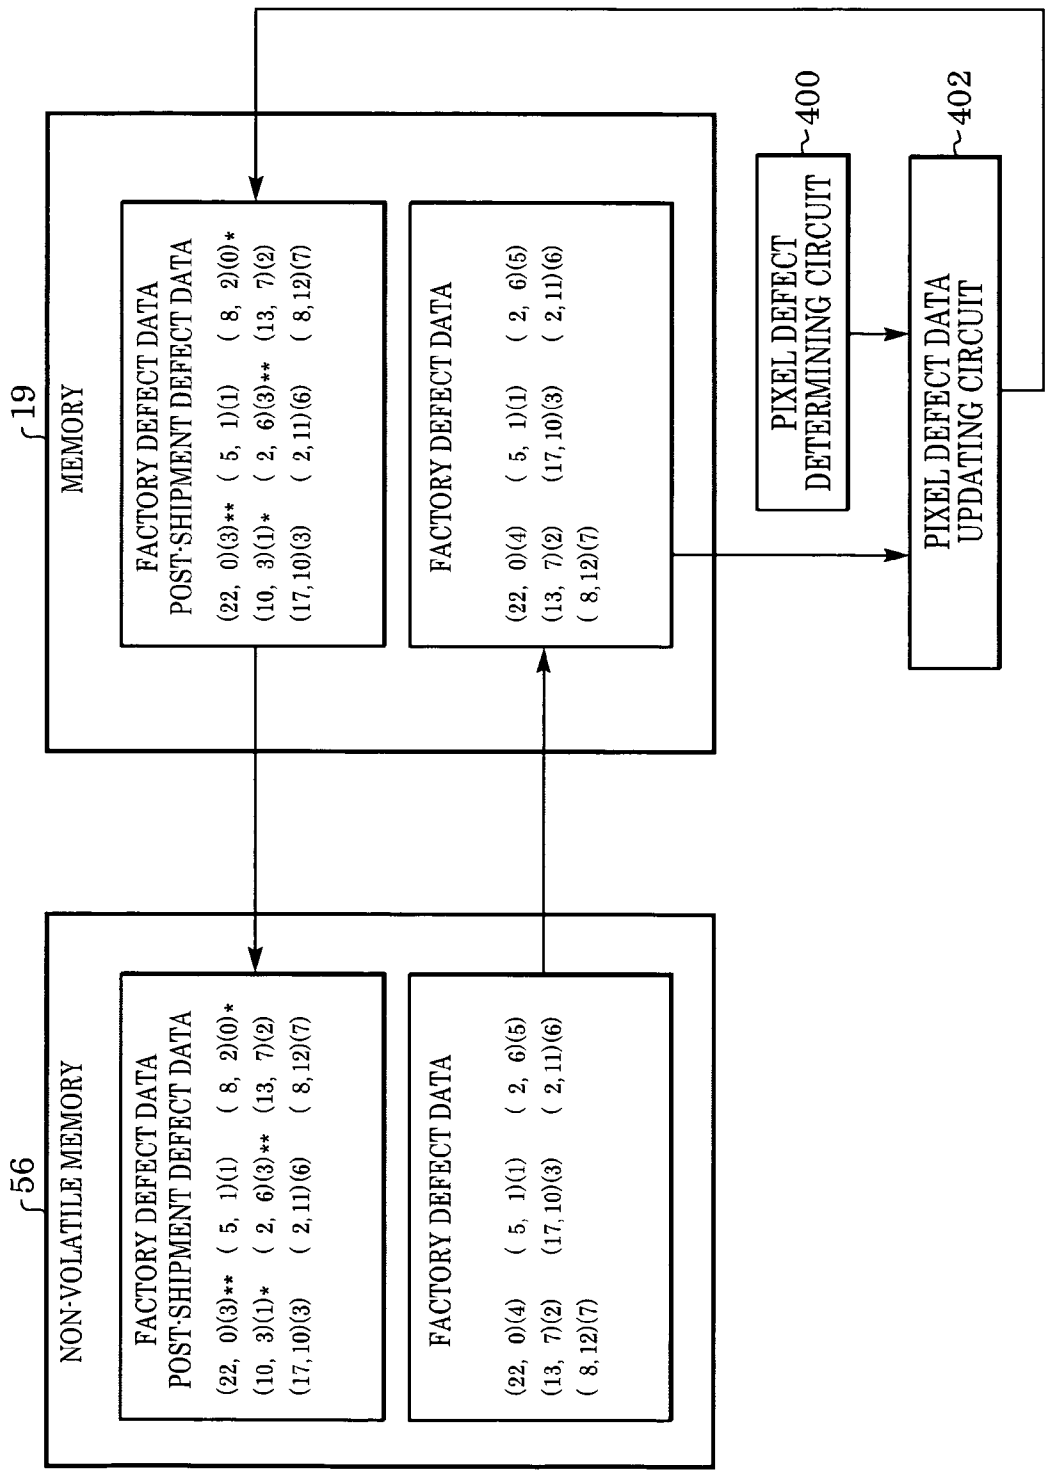 56
NON-VOLATILE MEMORY
FACTORY DEFECT DATA
POST-SHIPMENT DEFECT DATA
(22, 0)(3)** ( 5, 1)(1) ( 8, 2)(0)*
(10, 3)(1)* ( 2, 6)(3)** (13, 7)(2)
(17,10)(3) ( 2,11)(6) ( 8,12)(7)
FACTORY DEFECT DATA
(22, 0)(4) ( 5, 1)(1) ( 2, 6)(5)
(13, 7)(2) (17,10)(3) ( 2,11)(6)
( 8,12)(7)
19
MEMORY
FACTORY DEFECT DATA
POST-SHIPMENT DEFECT DATA
(22, 0)(3)** ( 5, 1)(1) ( 8, 2)(0)*
(10, 3)(1)* ( 2, 6)(3)** (13, 7)(2)
(17,10)(3) ( 2,11)(6) ( 8,12)(7)
FACTORY DEFECT DATA
(22, 0)(4) ( 5, 1)(1) ( 2, 6)(5)
(13, 7)(2) (17,10)(3) ( 2,11)(6)
( 8,12)(7)
400
PIXEL DEFECT
DETERMINING CIRCUIT
402
PIXEL DEFECT DATA
UPDATING CIRCUIT